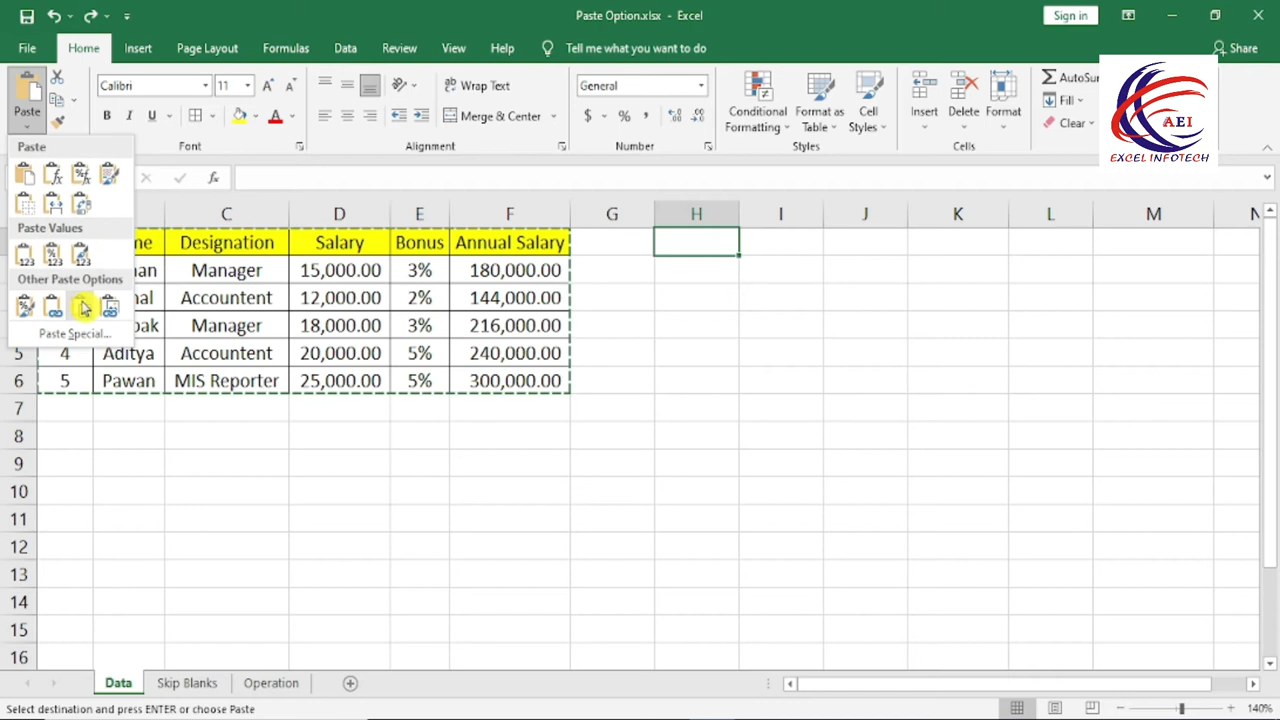 Paste Option.xlsx - Excel
Sign in
File Home Insert Page Layout Formulas Data Review View Help Tell me what you want to do Share
Paste
Calibri 11
Wrap Text
General
Conditional Formatting
Format as Table
Cell Styles
Insert
Delete
Format
AutoSu
B I U
Merge & Center
$ % ,
Fill
Clear
Font Alignment Number Styles Cells
AEI
EXCEL INFOTECH
Paste
Paste Values
Other Paste Options
Paste Special...
fx
C D E F G H I J K L M N
me Designation Salary Bonus Annual Salary
an Manager 15,000.00 3% 180,000.00
al Accountent 12,000.00 2% 144,000.00
oak Manager 18,000.00 3% 216,000.00
5 4 Aditya Accountent 20,000.00 5% 240,000.00
6 5 Pawan MIS Reporter 25,000.00 5% 300,000.00
7
8
9
10
11
12
13
14
15
16
Data Skip Blanks Operation
Select destination and press ENTER or choose Paste
140%